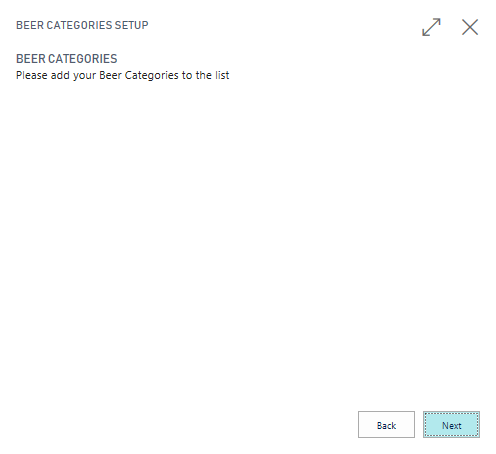 BEER CATEGORIES SETUP
BEER CATEGORIES
Please add your Beer Categories to the list
Back
Next